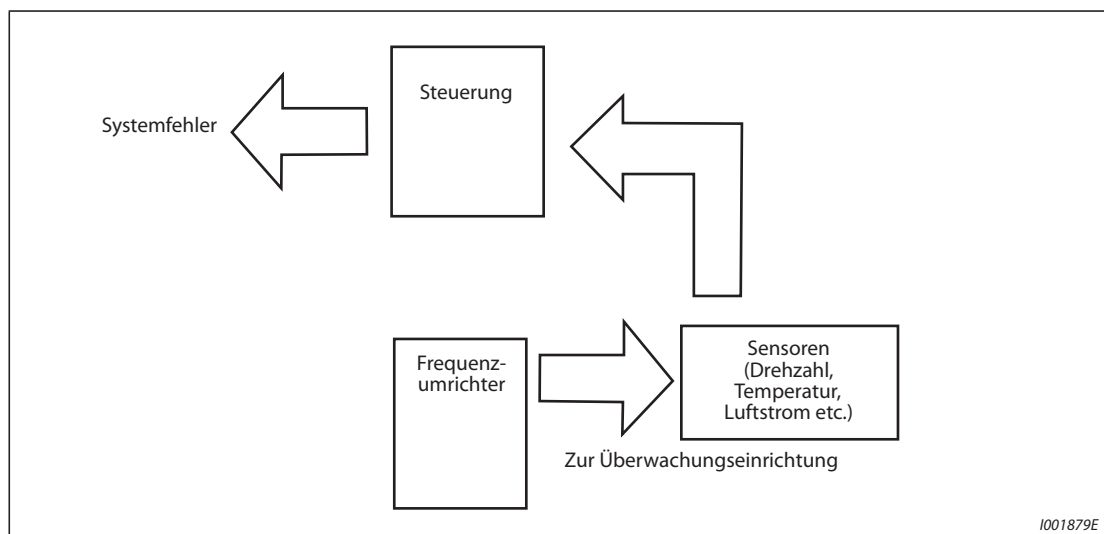 Steuerung
Systemfehler
Frequenz-
umrichter
Sensoren
(Drehzahl,
Temperatur,
Luftstrom etc.)
Zur Überwachungseinrichtung
I001879E